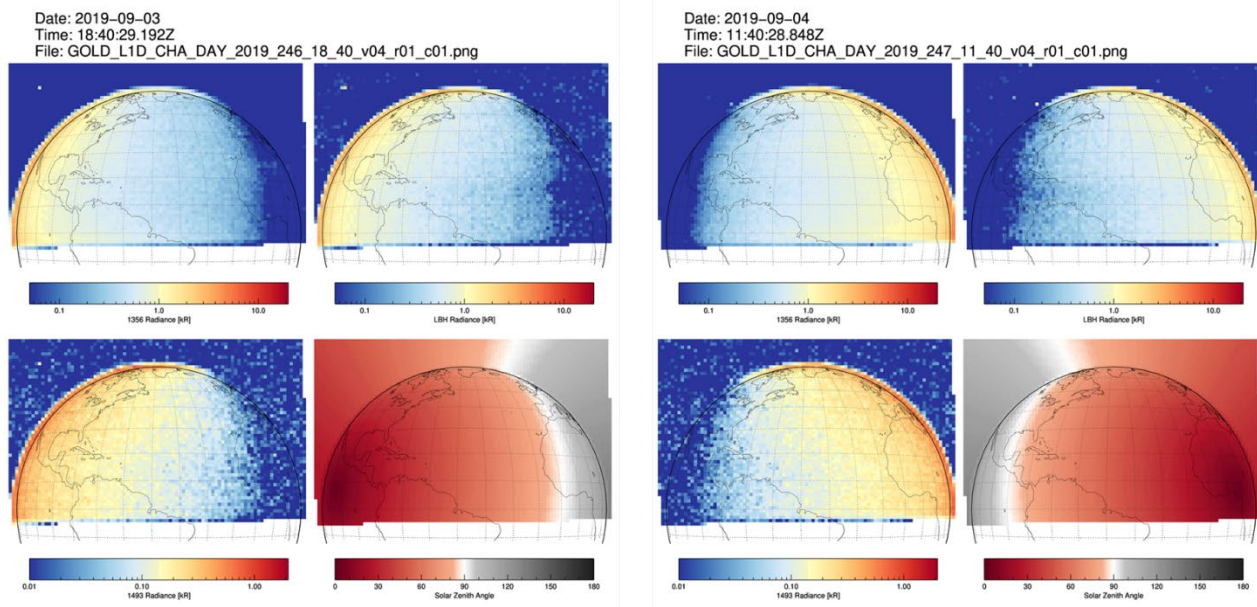 Date: 2019-09-03
Time: 18:40:29.192Z
File: GOLD_L1D_CHA_DAY_2019_246_18_40_v04_r01_c01.png
0.1 1.0 10.0
1356 Radiance [kR]
0.1 1.0 10.0
LBH Radiance [kR]
0.01 0.10 1.00
1493 Radiance [kR]
0 30 60 90 120 150 180
Solar Zenith Angle
Date: 2019-09-04
Time: 11:40:28.848Z
File: GOLD_L1D_CHA_DAY_2019_247_11_40_v04_r01_c01.png
0.1 1.0 10.0
1356 Radiance [kR]
0.1 1.0 10.0
LBH Radiance [kR]
0.01 0.10 1.00
1493 Radiance [kR]
0 30 60 90 120 150 180
Solar Zenith Angle